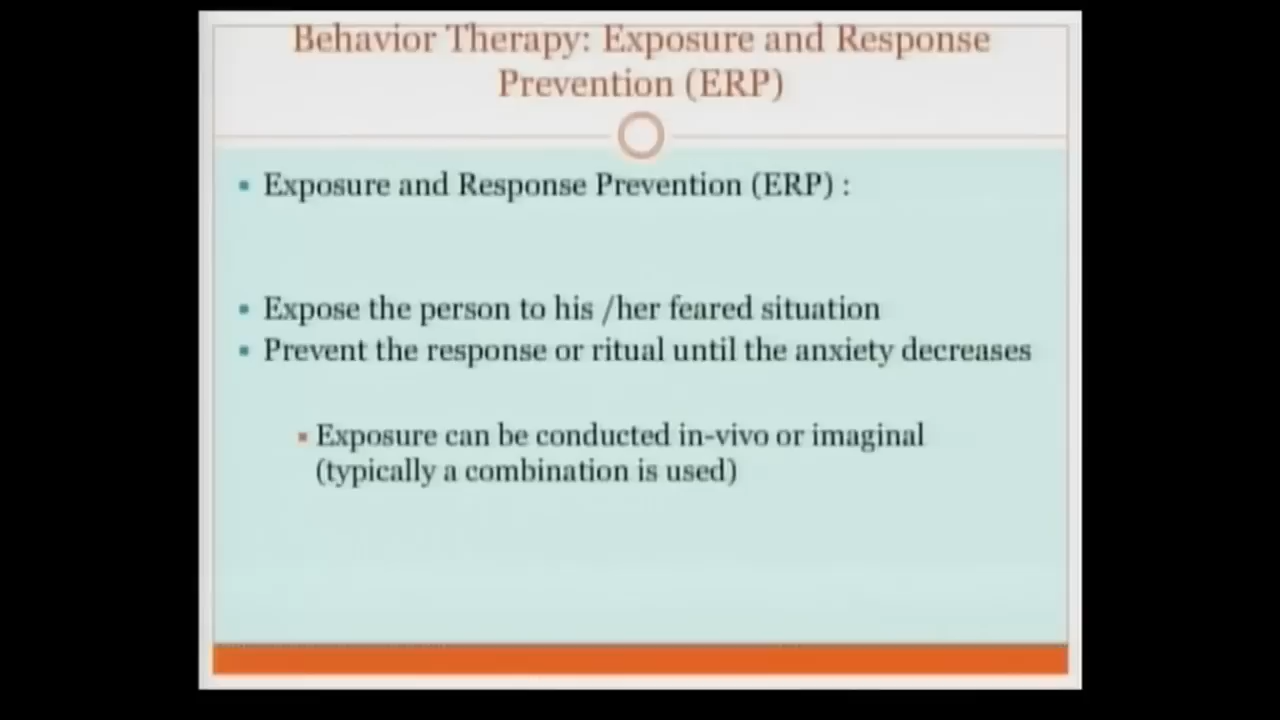 Behavior Therapy: Exposure and Response
Prevention (ERP)
Exposure and Response Prevention (ERP) :
Expose the person to his /her feared situation
Prevent the response or ritual until the anxiety decreases
Exposure can be conducted in-vivo or imaginal
(typically a combination is used)